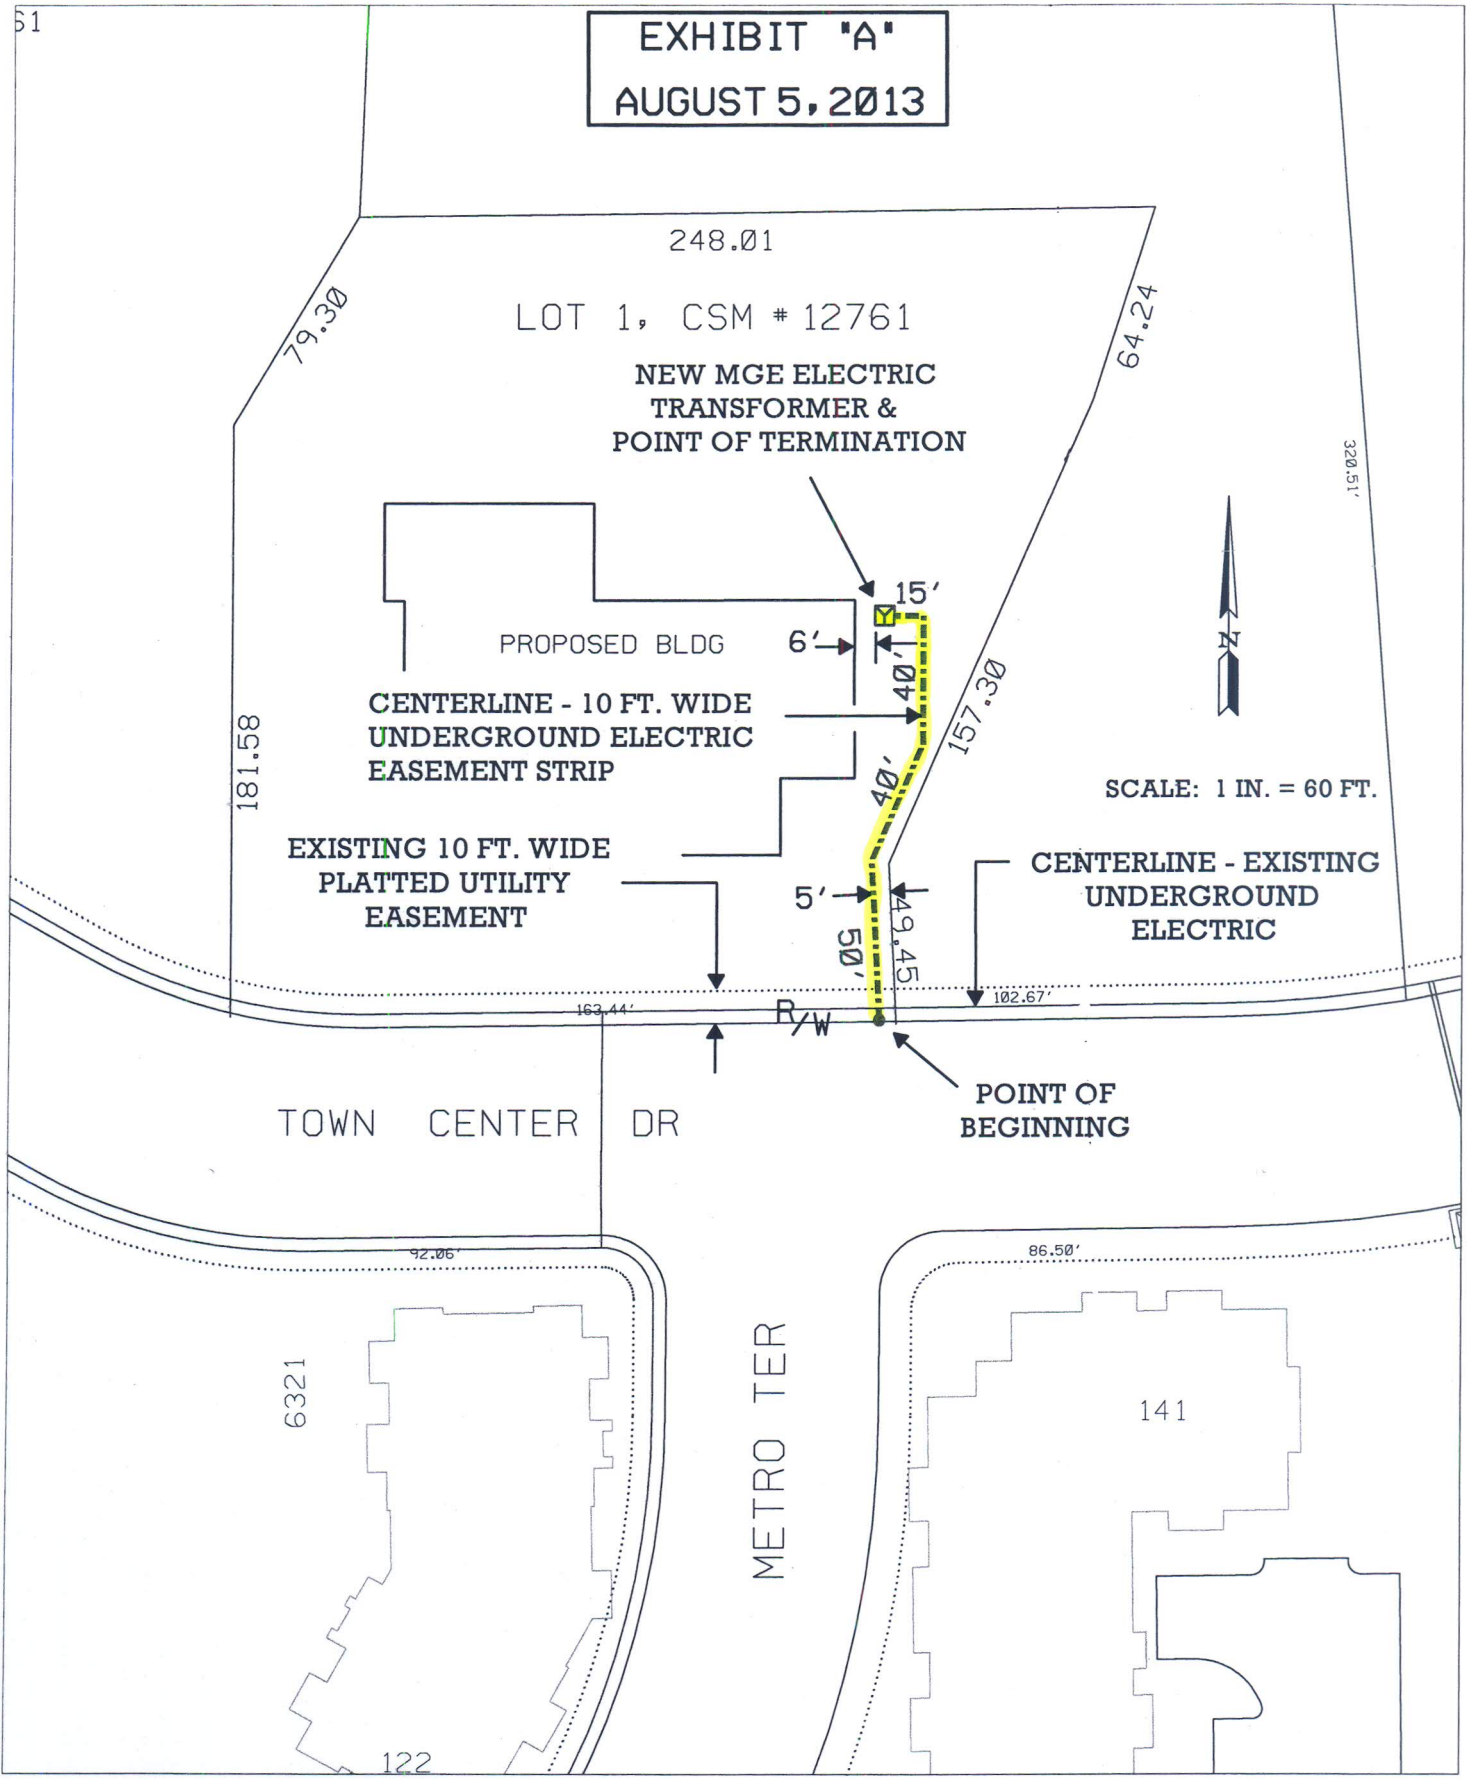 61
EXHIBIT "A"
AUGUST 5, 2013
248.01
79.30
64.24
LOT 1, CSM # 12761
NEW MGE ELECTRIC
TRANSFORMER &
POINT OF TERMINATION
320.51'
15'
6'
PROPOSED BLDG
N
40'
CENTERLINE - 10 FT. WIDE
UNDERGROUND ELECTRIC
EASEMENT STRIP
157.30
181.58
40'
SCALE: 1 IN. = 60 FT.
EXISTING 10 FT. WIDE
PLATTED UTILITY
EASEMENT
CENTERLINE - EXISTING
UNDERGROUND
ELECTRIC
5'
49.45
50'
163.44'
R/W
102.67'
POINT OF
BEGINNING
TOWN CENTER DR
92.06'
86.50'
METRO TER
6321
141
122